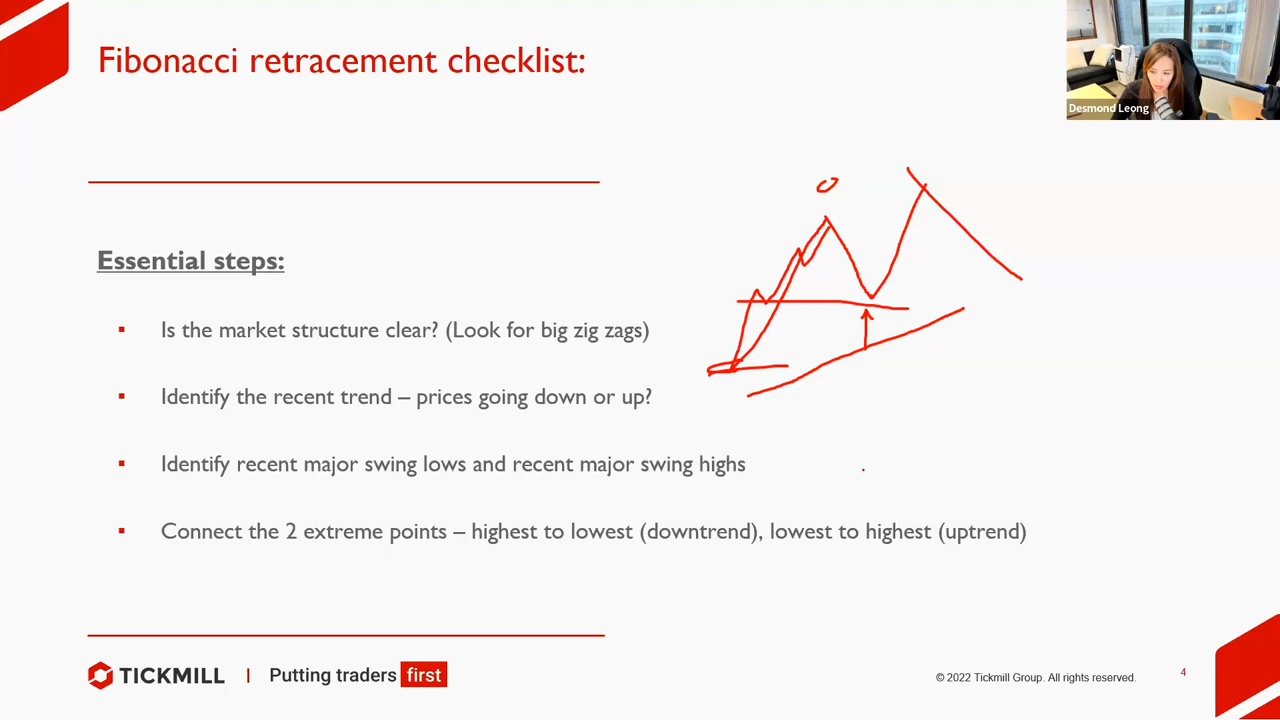 Fibonacci retracement checklist:
Desmond Leong
Essential steps:
▪ Is the market structure clear? (Look for big zig zags)
▪ Identify the recent trend – prices going down or up?
▪ Identify recent major swing lows and recent major swing highs
▪ Connect the 2 extreme points – highest to lowest (downtrend), lowest to highest (uptrend)
TICKMILL | Putting traders first
© 2022 Tickmill Group. All rights reserved.
4